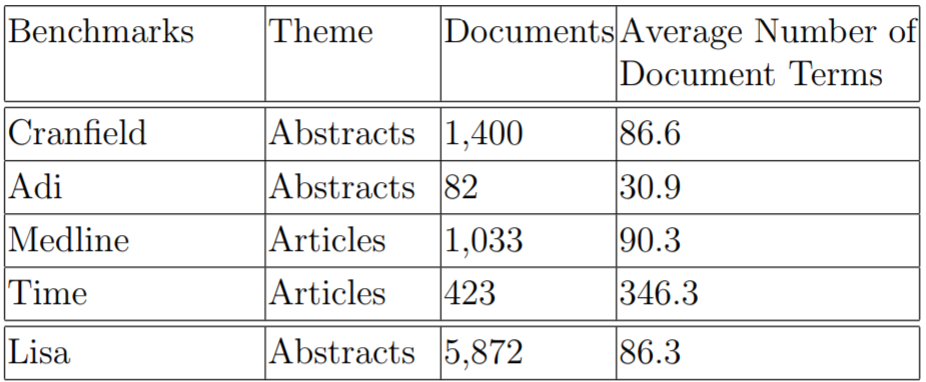 Benchmarks Theme Documents Average Number of
Document Terms
Cranfield Abstracts 1,400 86.6
Adi Abstracts 82 30.9
Medline Articles 1,033 90.3
Time Articles 423 346.3
Lisa Abstracts 5,872 86.3